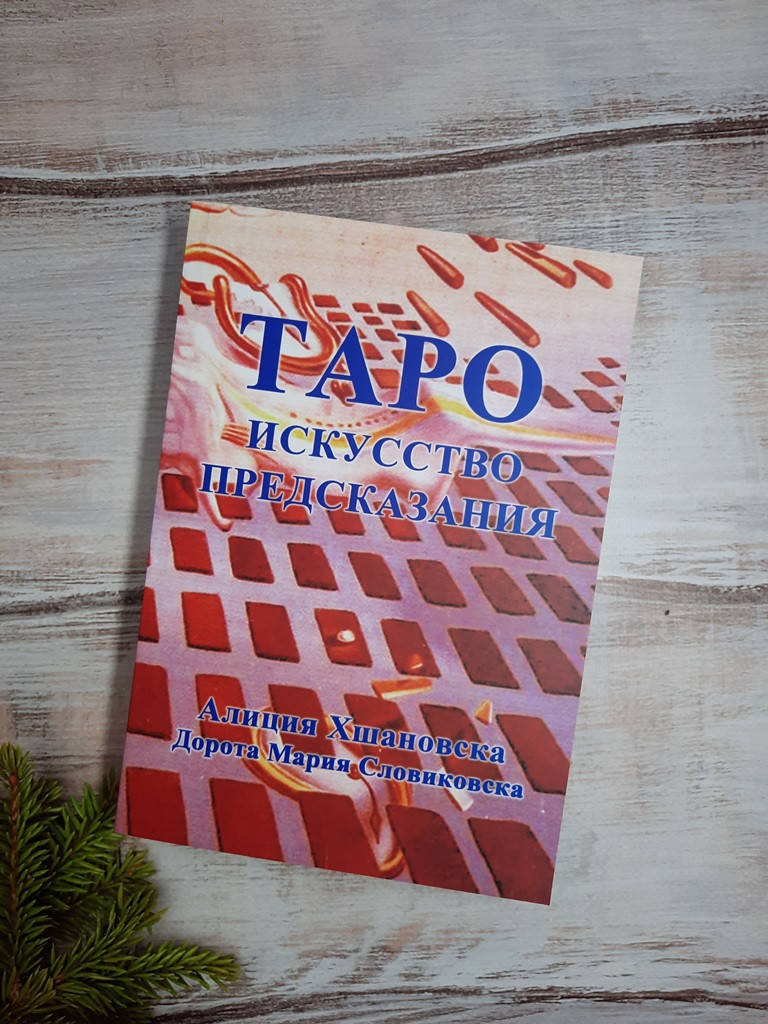 ТАРО
ИСКУССТВО
ПРЕДСКАЗАНИЯ
Алиция Хшановска
Дорота Мария Словиковска